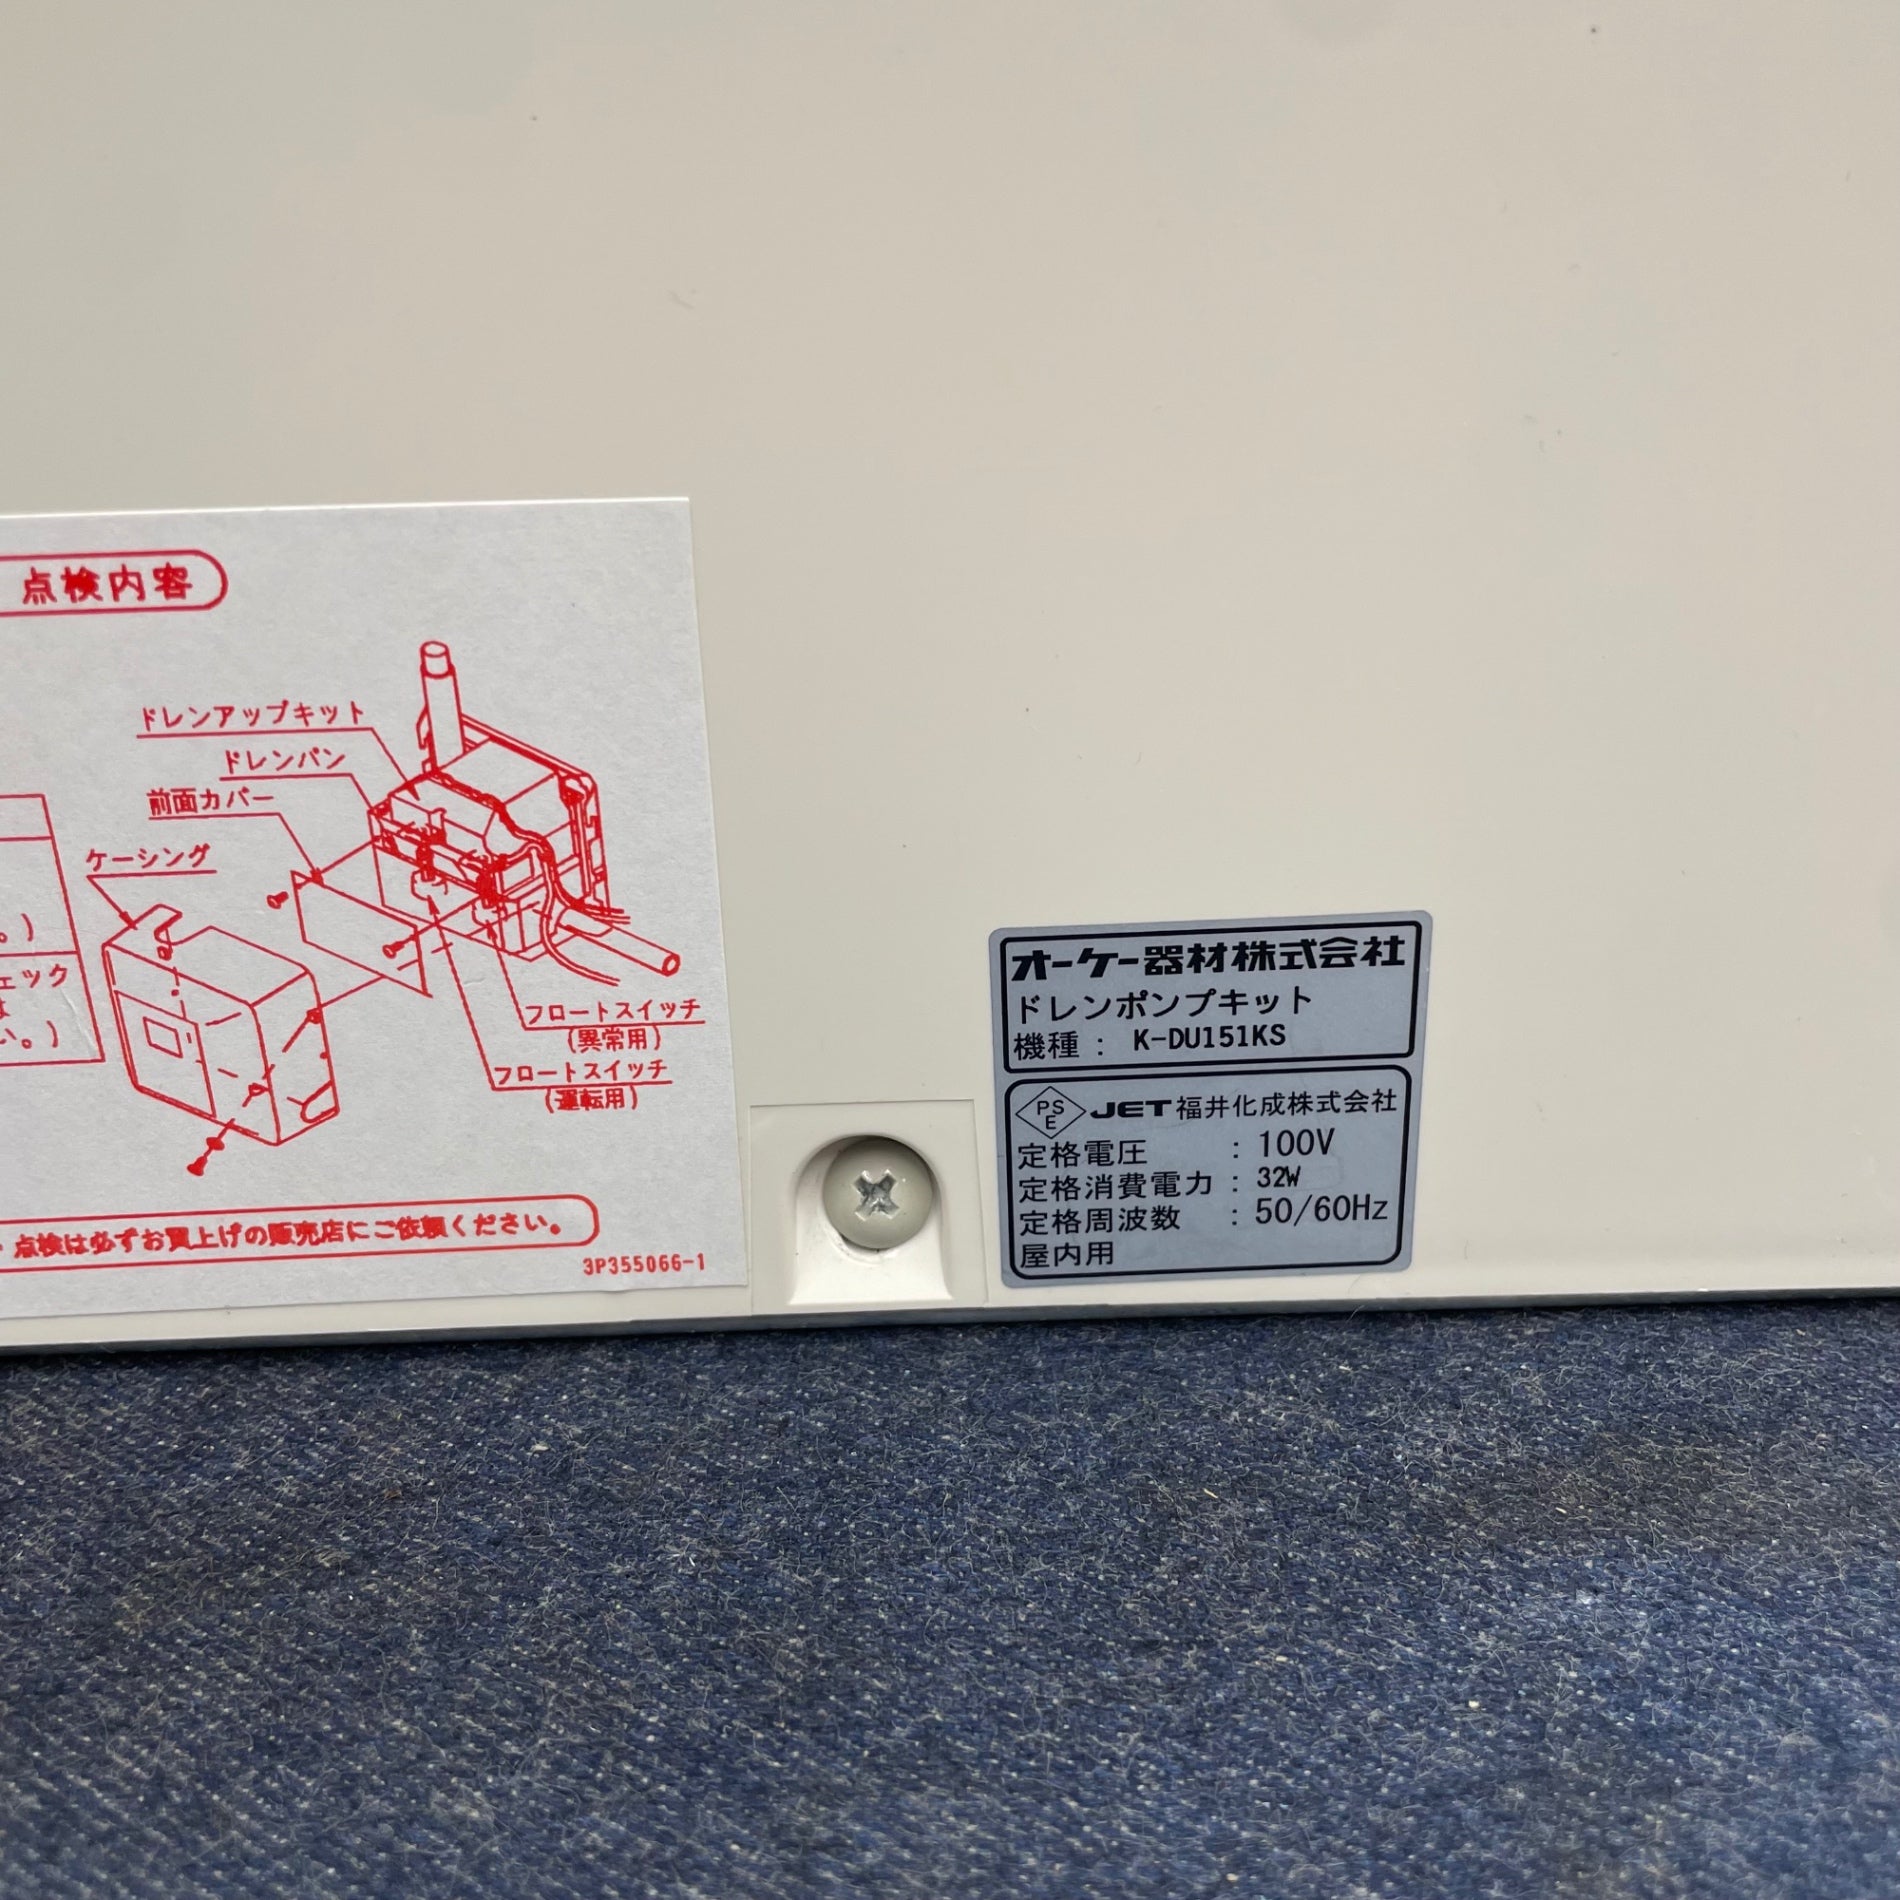 点検内容
ドレンアップキット
ドレンパン
前面カバー
ケーシング
。)
ェック
は
い。)
フロートスイッチ
(異常用)
フロートスイッチ
(運転用)
点検は必ずお買上げの販売店にご依頼ください。
3P355066-1
オーケー器材株式会社
ドレンポンプキット
機種: K-DU151KS
PSE JET 福井化成株式会社
定格電圧 : 100V
定格消費電力 : 32W
定格周波数 : 50/60Hz
屋内用